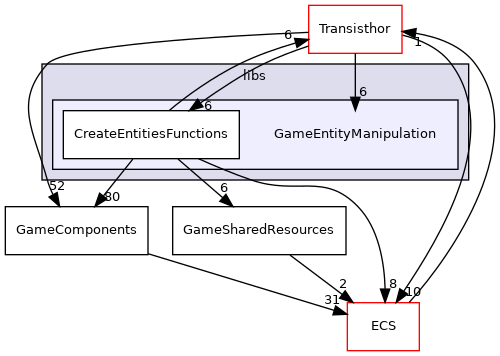 Transisthor
6
1
libs
6
6
CreateEntitiesFunctions
GameEntityManipulation
52
80
6
GameComponents
GameSharedResources
2
8
10
31
ECS